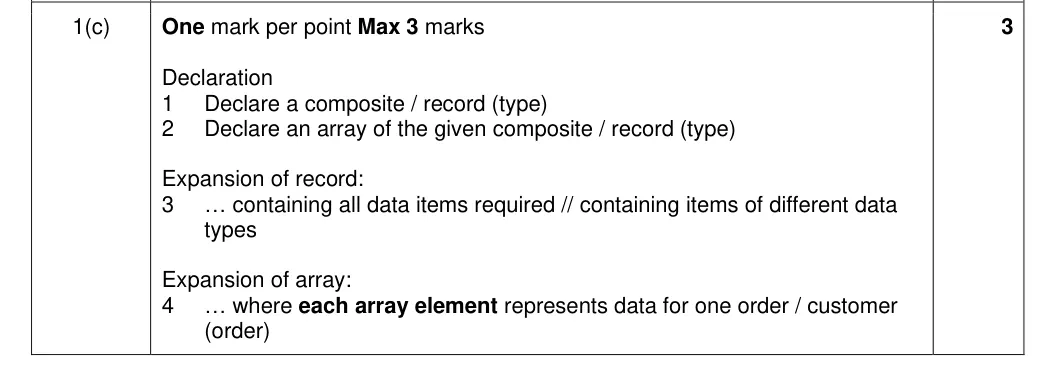 1(c) One mark per point Max 3 marks 3
Declaration
1 Declare a composite / record (type)
2 Declare an array of the given composite / record (type)
Expansion of record:
3 … containing all data items required // containing items of different data
types
Expansion of array:
4 … where each array element represents data for one order / customer
(order)